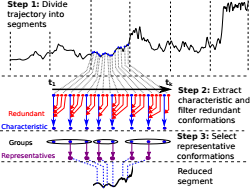 Step 1: Divide
trajectory into
segments
t₁
tₖ
Step 2: Extract
characteristic and
filter redundant
conformations
Redundant
Characteristic
Step 3: Select
representative
conformations
Groups
Representatives
Reduced
segment